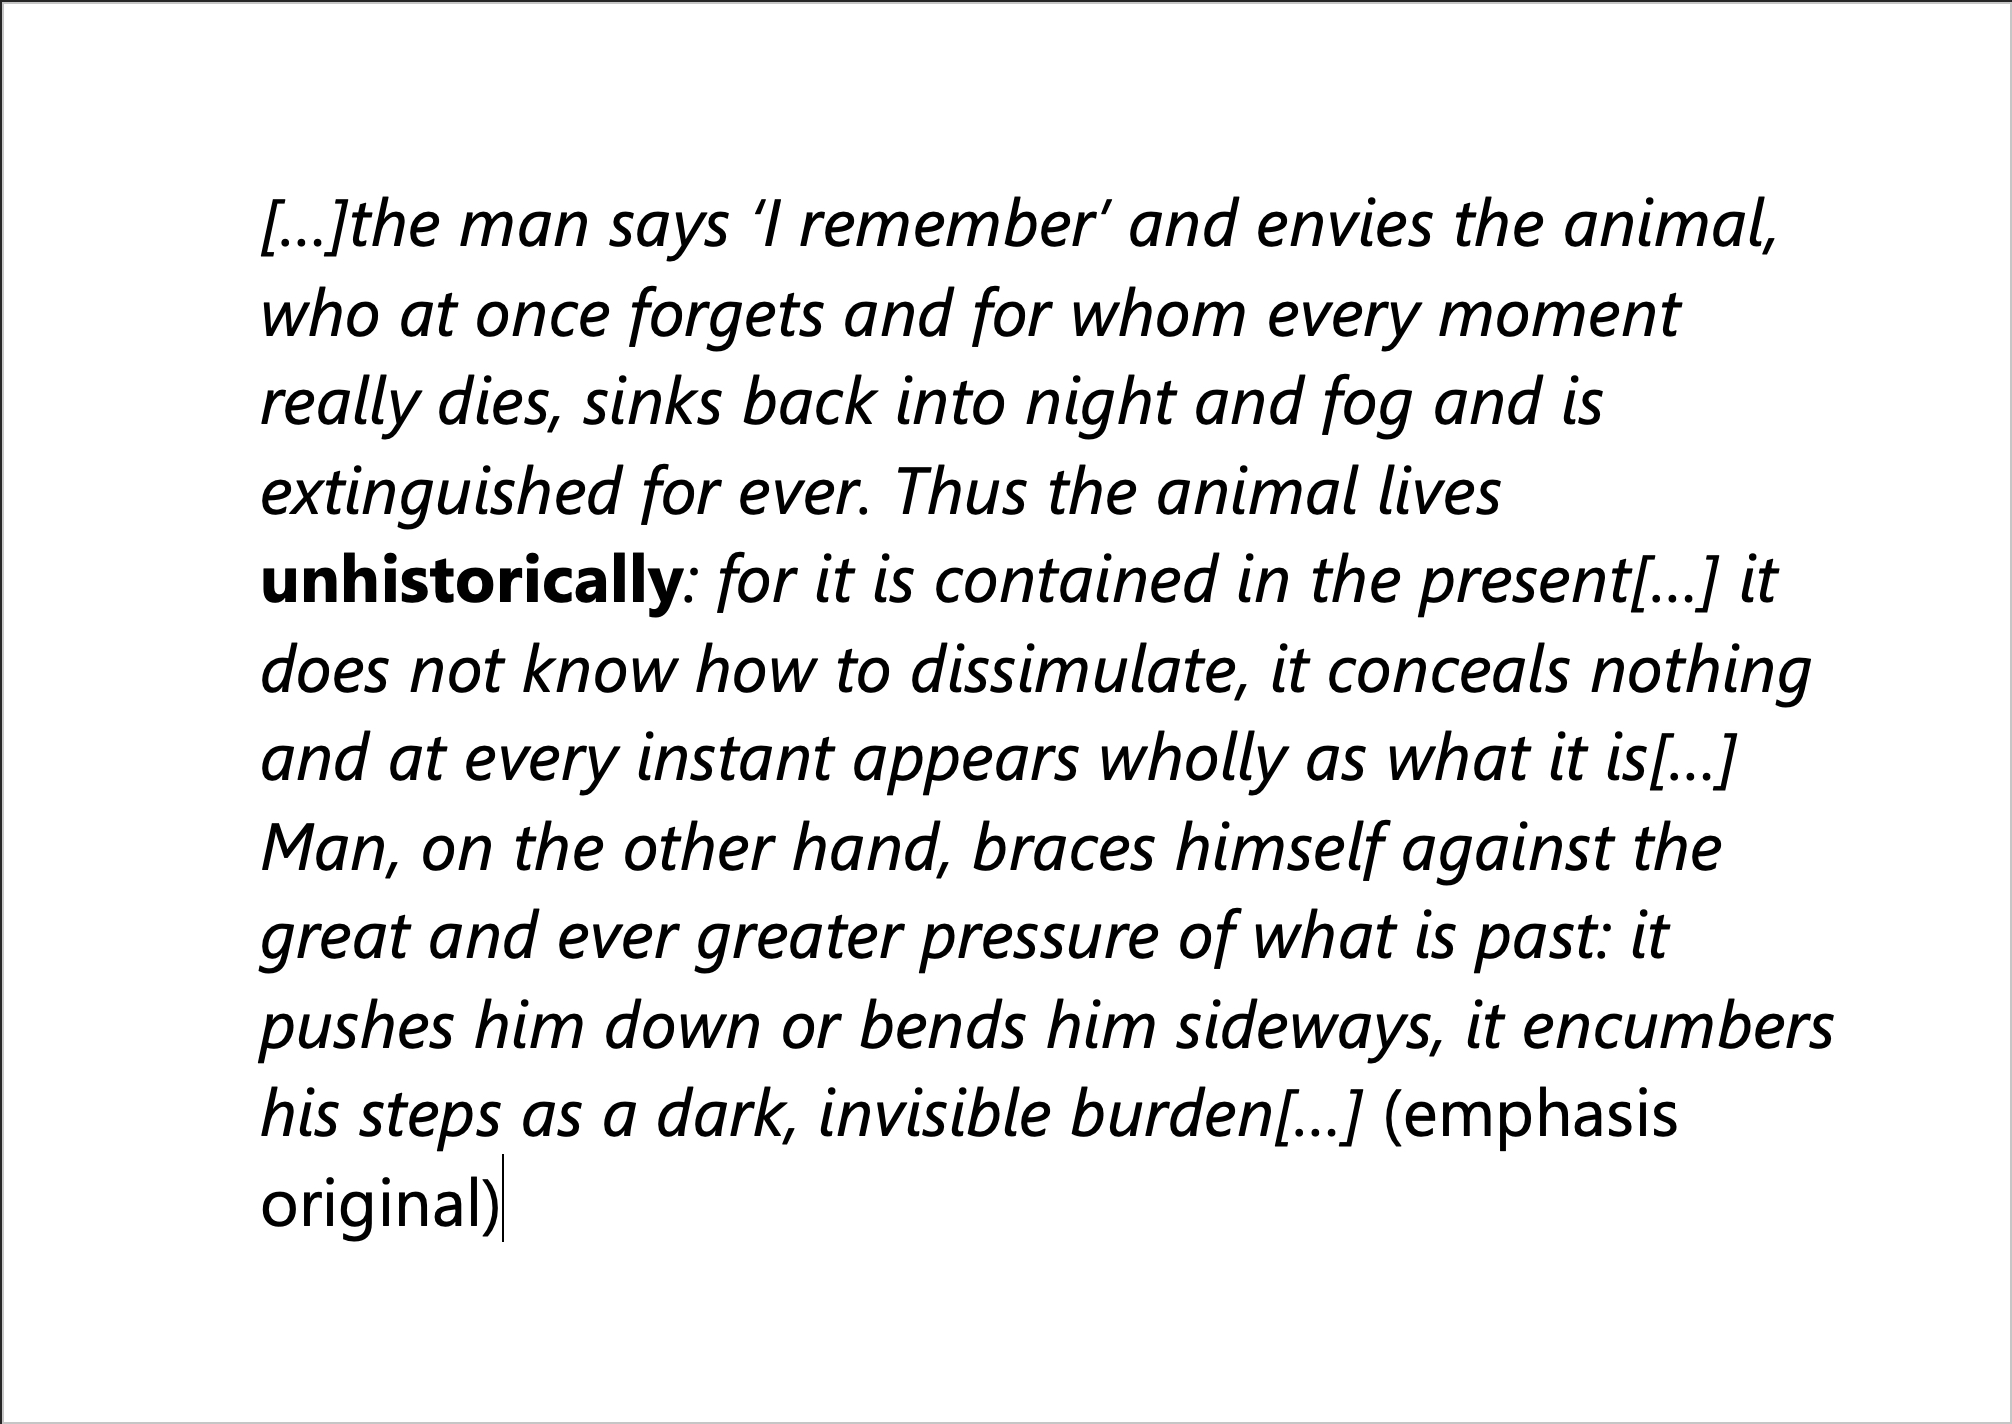 […]the man says ‘I remember’ and envies the animal,
who at once forgets and for whom every moment
really dies, sinks back into night and fog and is
extinguished for ever. Thus the animal lives
unhistorically: for it is contained in the present[…] it
does not know how to dissimulate, it conceals nothing
and at every instant appears wholly as what it is[…]
Man, on the other hand, braces himself against the
great and ever greater pressure of what is past: it
pushes him down or bends him sideways, it encumbers
his steps as a dark, invisible burden[…] (emphasis
original)